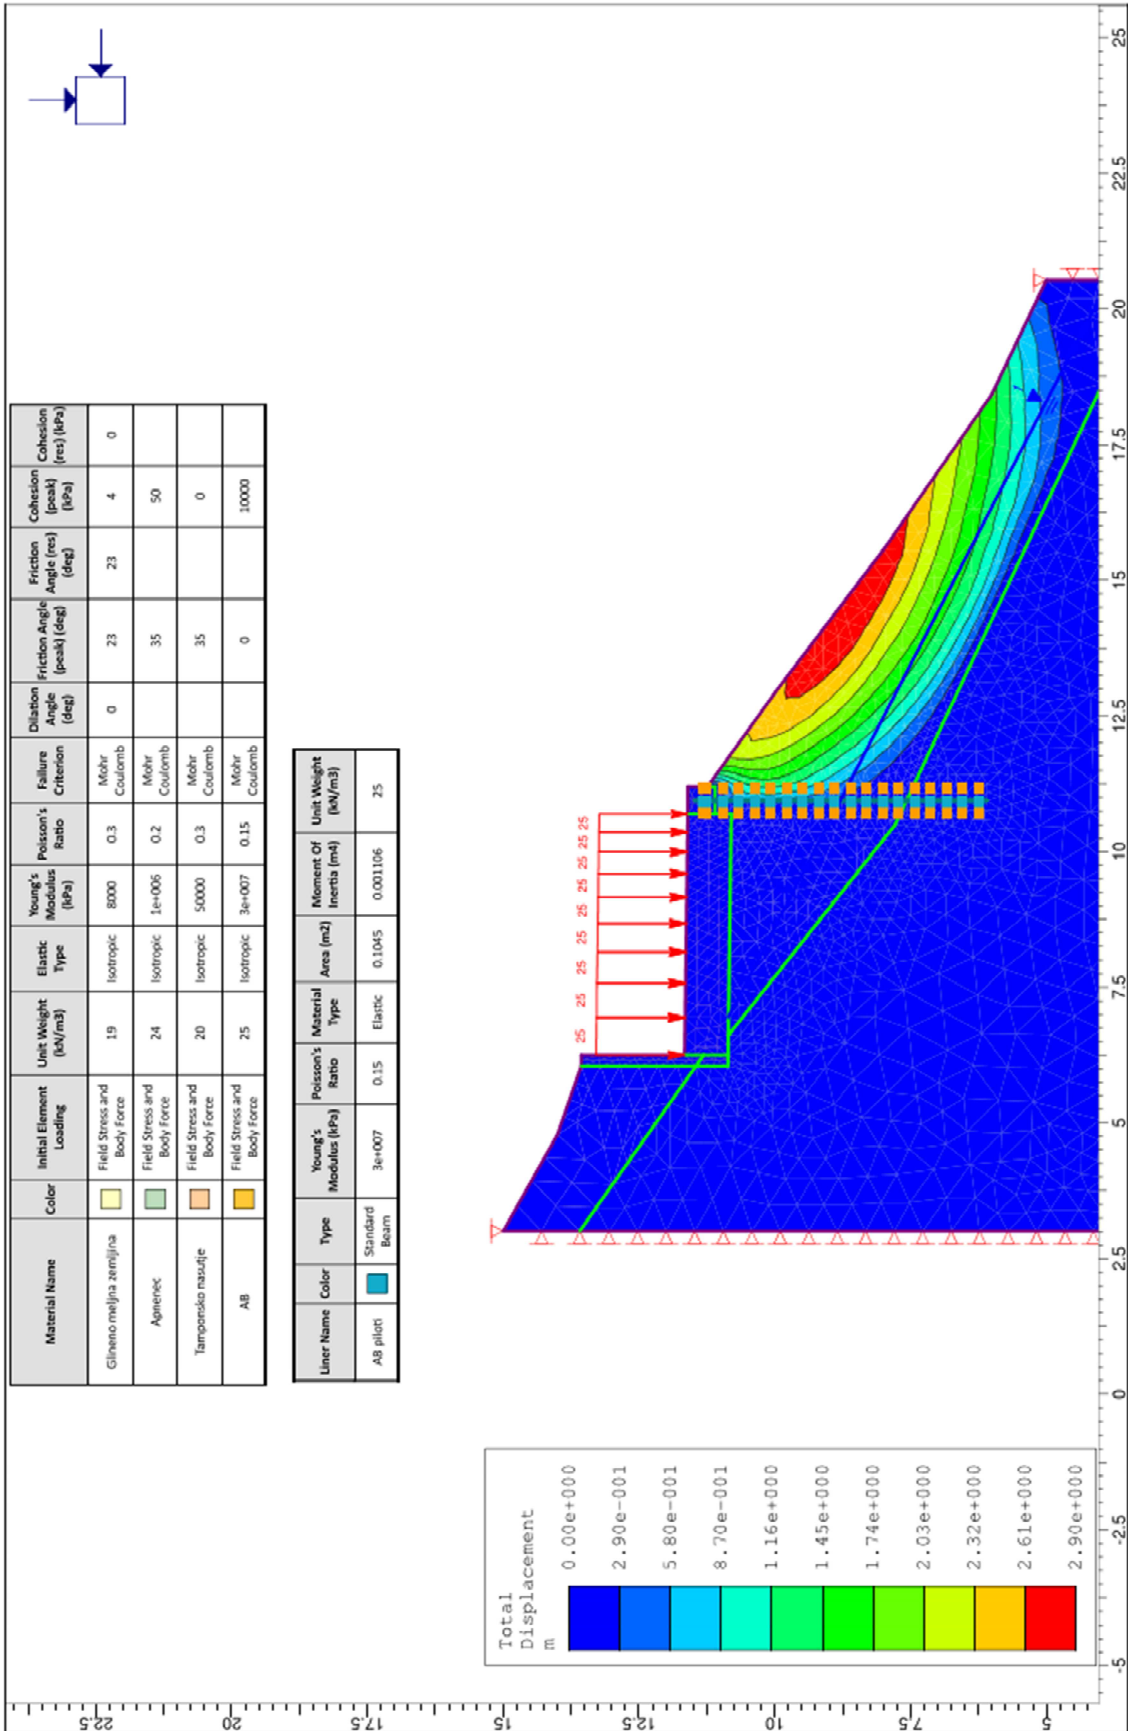 Material Name Color Initial Element Loading Unit Weight (kN/m3) Elastic Type Young's Modulus (kPa) Poisson's Ratio Failure Criterion Dilation Angle (deg) Friction Angle (peak) (deg) Friction Angle (res) (deg) Cohesion (peak) (kPa) Cohesion (res) (kPa)
Glineno meljna zemljina Field Stress and Body Force 19 Isotropic 8000 0.3 Mohr Coulomb 0 23 23 4 0
Apnenec Field Stress and Body Force 24 Isotropic 1e+006 0.2 Mohr Coulomb 35 50
Tamponsko nasutje Field Stress and Body Force 20 Isotropic 50000 0.3 Mohr Coulomb 35 0
AB Field Stress and Body Force 25 Isotropic 3e+007 0.15 Mohr Coulomb 0 10000
Liner Name Color Type Young's Modulus (kPa) Poisson's Ratio Material Type Area (m2) Moment Of Inertia (m4) Unit Weight (kN/m3)
AB piloti Standard Beam 3e+007 0.15 Elastic 0.1045 0.001106 25
Total
Displacement
m
0.00e+000
2.90e-001
5.80e-001
8.70e-001
1.16e+000
1.45e+000
1.74e+000
2.03e+000
2.32e+000
2.61e+000
2.90e+000
25 25 25 25 25 25 25 25 25 25
22.5
20
17.5
15
12.5
10
7.5
5
-5 -2.5 0 2.5 5 7.5 10 12.5 15 17.5 20 22.5 25